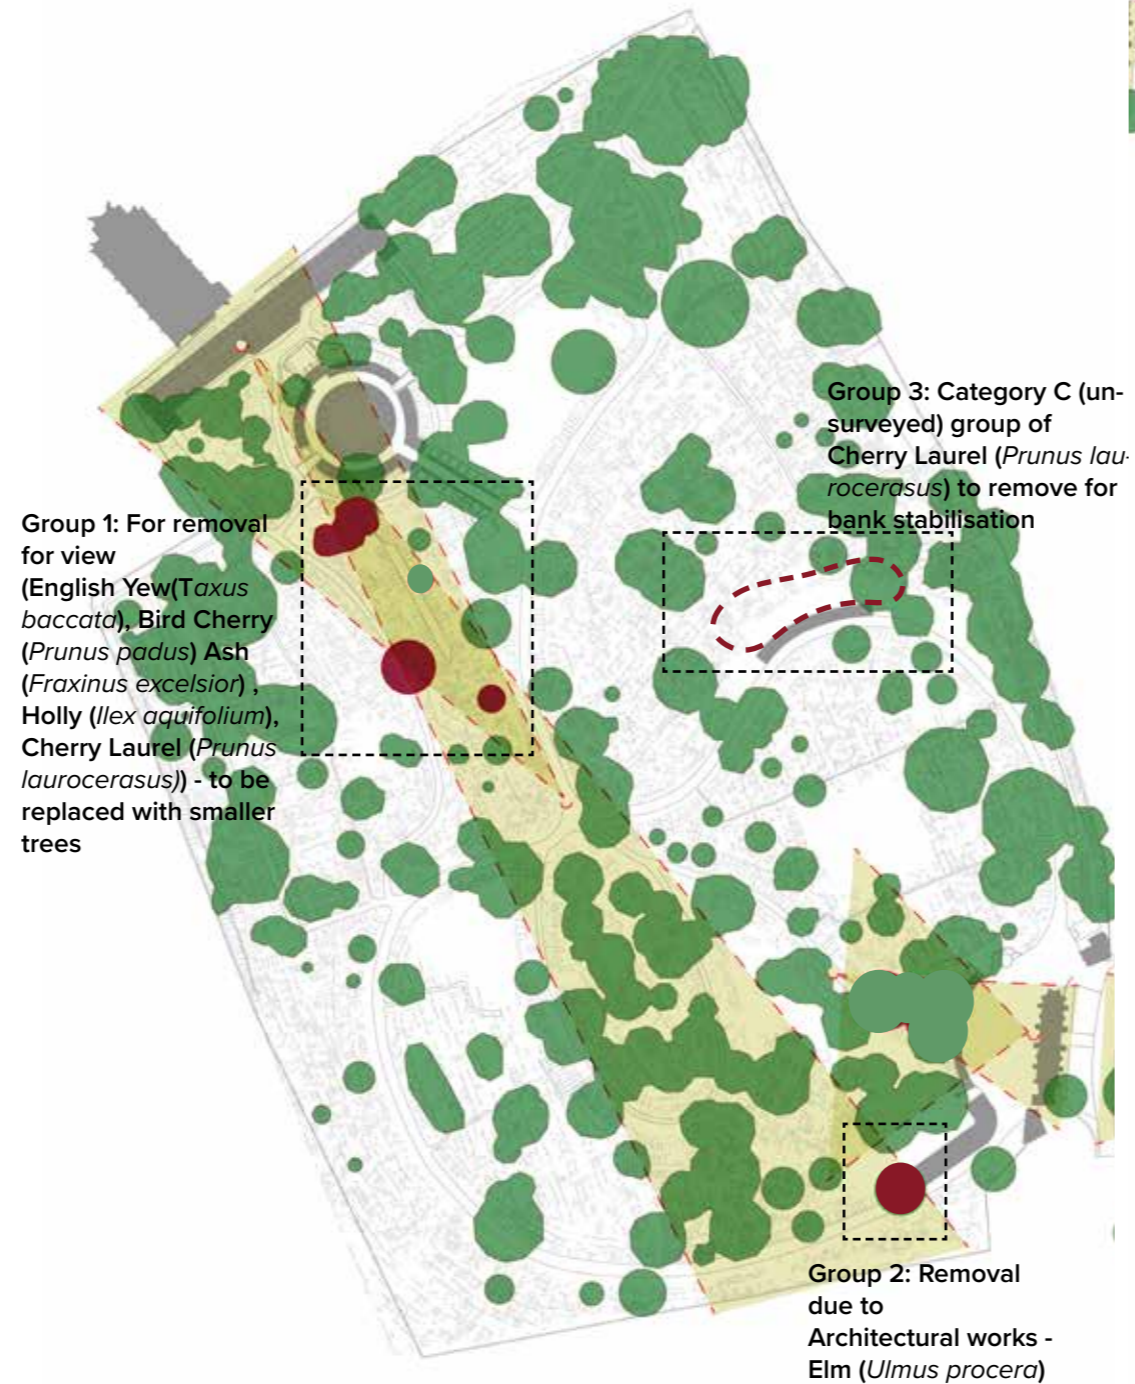 Group 3: Category C (un-
surveyed) group of
Cherry Laurel (Prunus lau-
rocerasus) to remove for
bank stabilisation
Group 1: For removal
for view
(English Yew(Taxus
baccata), Bird Cherry
(Prunus padus) Ash
(Fraxinus excelsior) ,
Holly (Ilex aquifolium),
Cherry Laurel (Prunus
laurocerasus)) - to be
replaced with smaller
trees
Group 2: Removal
due to
Architectural works -
Elm (Ulmus procera)